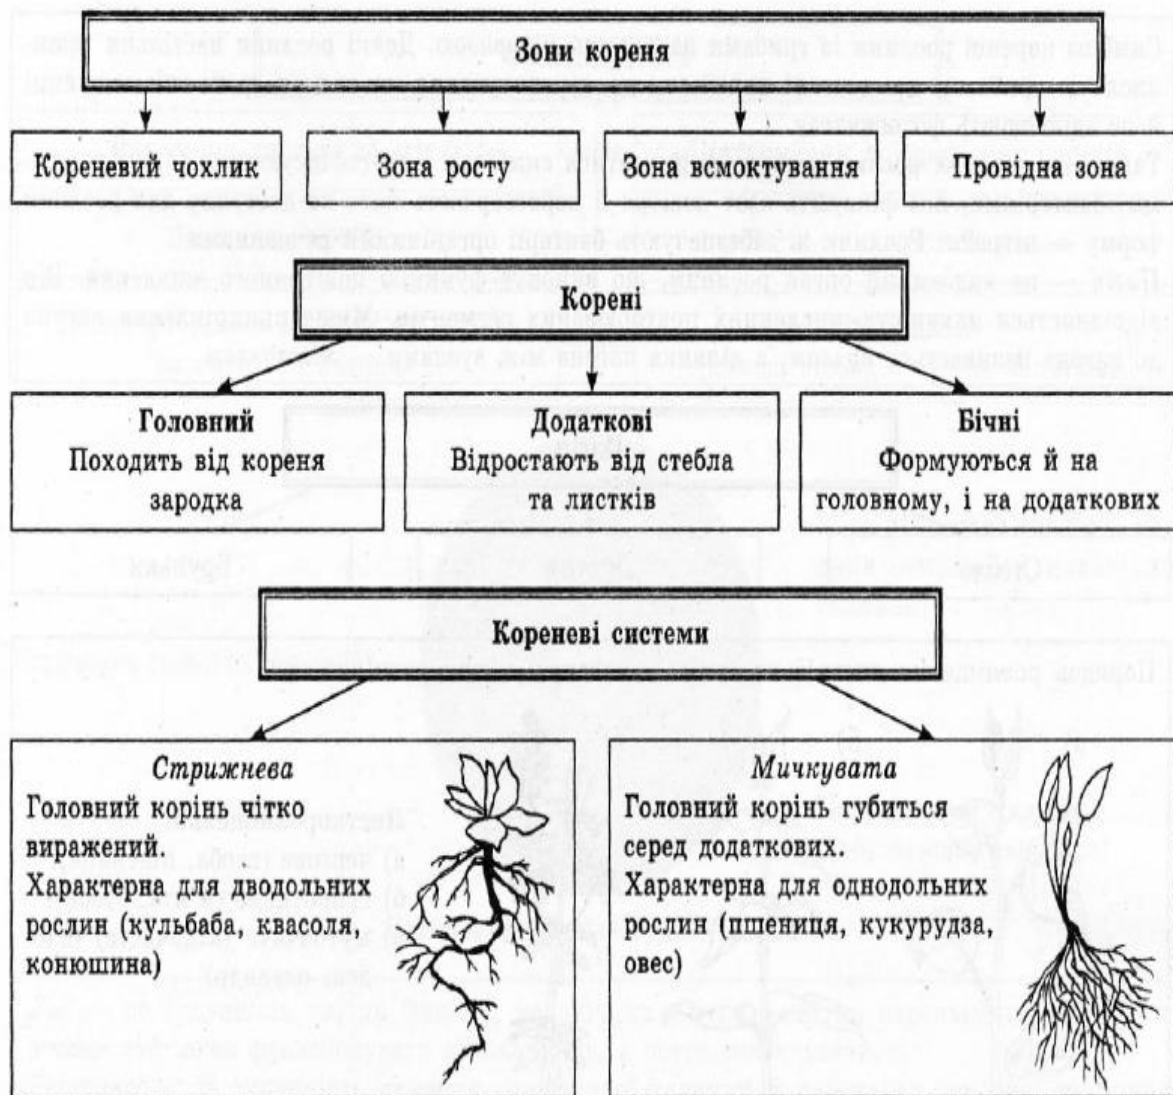 Зони кореня
Кореневий чохлик
Зона росту
Зона всмоктування
Провідна зона
Корені
Головний
Походить від кореня
зародка
Додаткові
Відростають від стебла
та листків
Бічні
Формуються й на
головному, і на додаткових
Кореневі системи
Стрижнева
Головний корінь чітко
виражений.
Характерна для дводольних
рослин (кульбаба, квасоля,
конюшина)
Мичкувата
Головний корінь губиться
серед додаткових.
Характерна для однодольних
рослин (пшениця, кукурудза,
овес)